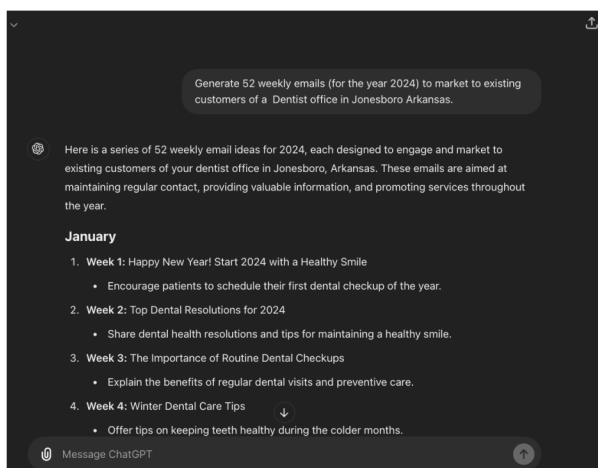 Generate 52 weekly emails (for the year 2024) to market to existing
customers of a Dentist office in Jonesboro Arkansas.
Here is a series of 52 weekly email ideas for 2024, each designed to engage and market to
existing customers of your dentist office in Jonesboro, Arkansas. These emails are aimed at
maintaining regular contact, providing valuable information, and promoting services throughout
the year.
January
1. Week 1: Happy New Year! Start 2024 with a Healthy Smile
• Encourage patients to schedule their first dental checkup of the year.
2. Week 2: Top Dental Resolutions for 2024
• Share dental health resolutions and tips for maintaining a healthy smile.
3. Week 3: The Importance of Routine Dental Checkups
• Explain the benefits of regular dental visits and preventive care.
4. Week 4: Winter Dental Care Tips
• Offer tips on keeping teeth healthy during the colder months.
Message ChatGPT